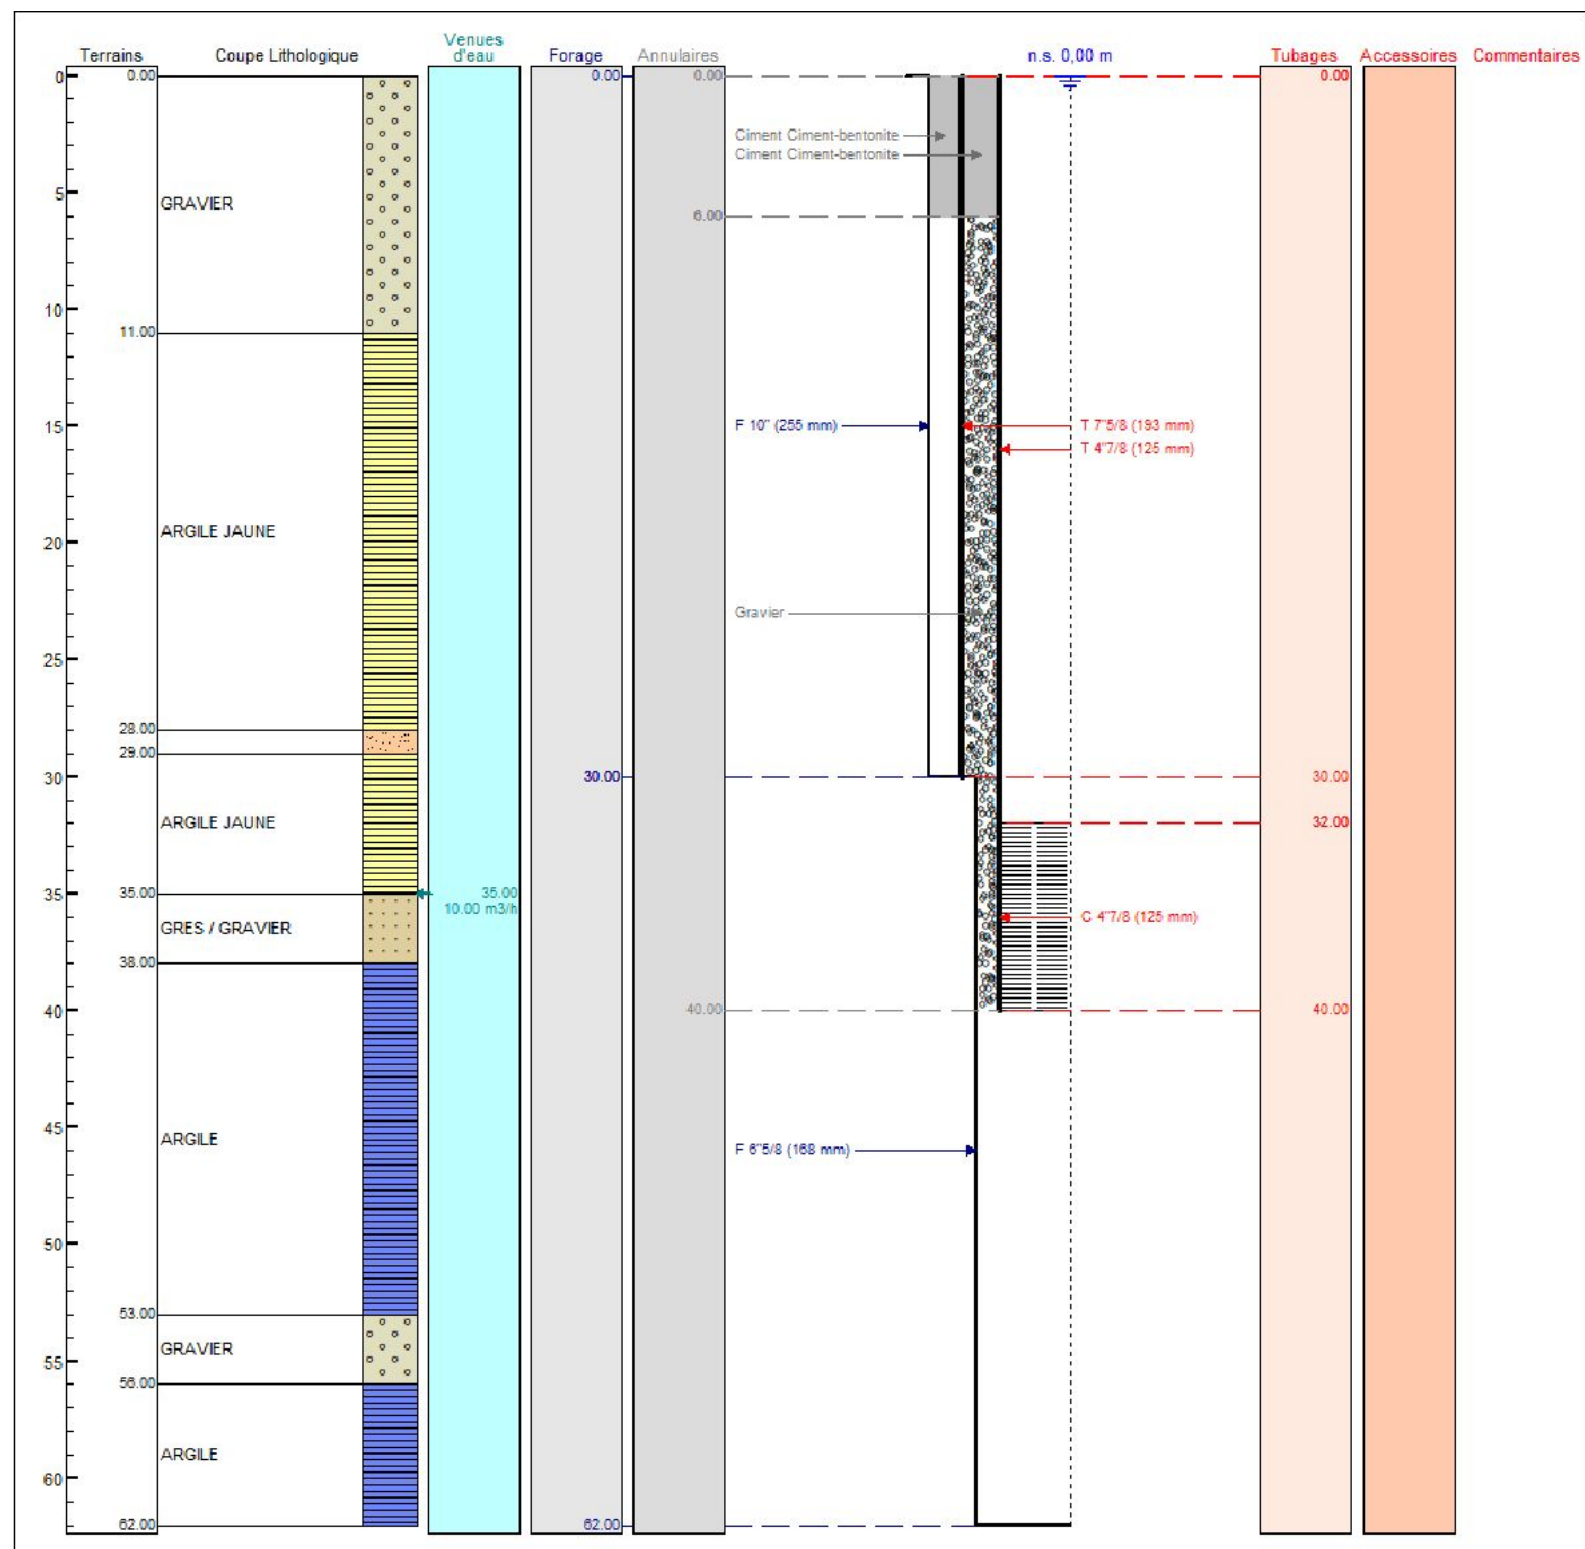 Terrains
Coupe Lithologique
Venues
d'eau
Forage
Annulaires
n.s. 0,00 m
Tubages
Accessoires
Commentaires
0
0.00
0.00
0.00
0.00
Ciment Ciment-bentonite
Ciment Ciment-bentonite
5
GRAVIER
6.00
10
11.00
15
F 10" (255 mm)
T 7"5/8 (193 mm)
T 4"7/8 (125 mm)
ARGILE JAUNE
20
Gravier
25
28.00
29.00
30
30.00
30.00
ARGILE JAUNE
32.00
35
35.00
35.00
10.00 m3/h
GRES / GRAVIER
C 4"7/8 (125 mm)
38.00
40
40.00
40.00
45
ARGILE
F 6"5/8 (168 mm)
50
53.00
GRAVIER
55
56.00
ARGILE
60
62.00
62.00